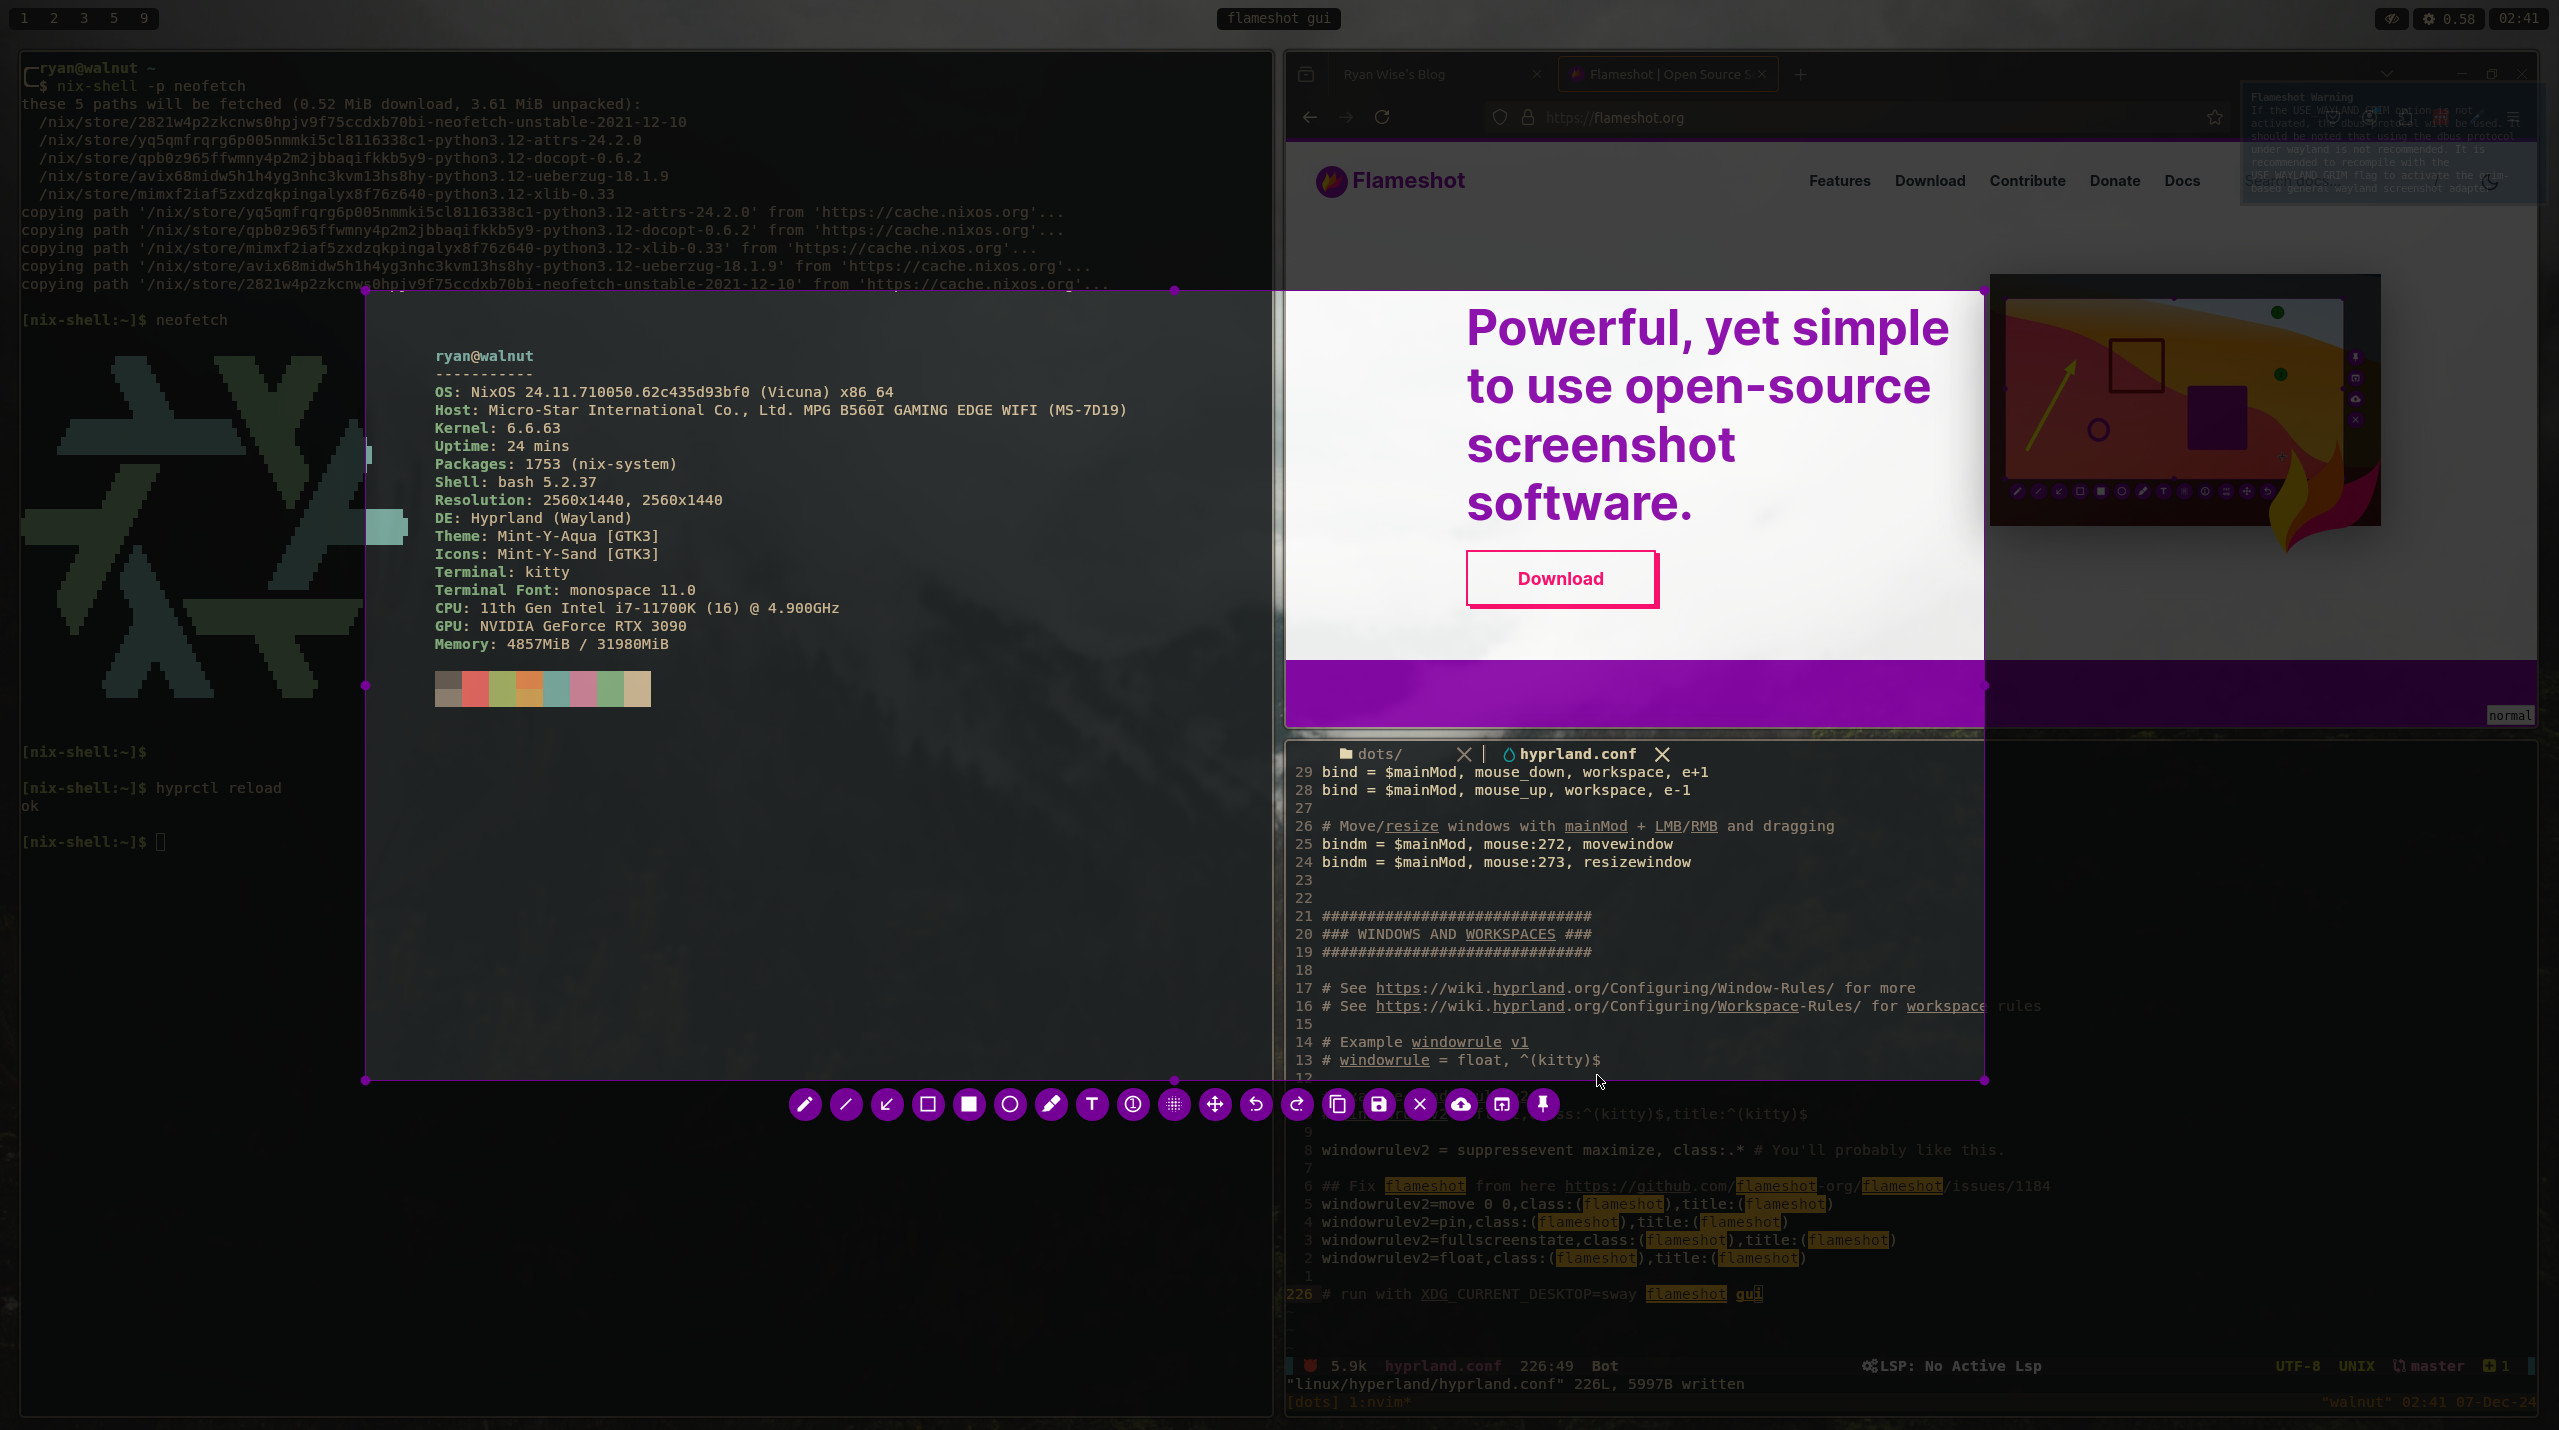 1 2 3 5 9
flameshot gui
0.58
02:41
ryan@walnut ~
$ nix-shell -p neofetch
these 5 paths will be fetched (0.52 MiB download, 3.61 MiB unpacked):
/nix/store/2821w4p2zzkcnws0hpjv9f75ccdxb70bi-neofetch-unstable-2021-12-10
/nix/store/yq5qmfrqrg6p005nmmki5cl8116338c1-python3.12-attrs-24.2.0
/nix/store/qpb0z965ffwmny4p2m2jbbaqifkkb5y9-python3.12-docopt-0.6.2
/nix/store/avix68midw5h1h4yg3nhc3kvm13hs8hy-python3.12-ueberzug-18.1.9
/nix/store/mimxf2iaf5zxdzqkpingalyx8f76z640-python3.12-xlib-0.33
copying path '/nix/store/yq5qmfrqrg6p005nmmki5cl8116338c1-python3.12-attrs-24.2.0' from 'https://cache.nixos.org'...
copying path '/nix/store/qpb0z965ffwmny4p2m2jbbaqifkkb5y9-python3.12-docopt-0.6.2' from 'https://cache.nixos.org'...
copying path '/nix/store/mimxf2iaf5zxdzqkpingalyx8f76z640-python3.12-xlib-0.33' from 'https://cache.nixos.org'...
copying path '/nix/store/avix68midw5h1h4yg3nhc3kvm13hs8hy-python3.12-ueberzug-18.1.9' from 'https://cache.nixos.org'...
copying path '/nix/store/2821w4p2zzkcnws0hpjv9f75ccdxb70bi-neofetch-unstable-2021-12-10' from 'https://cache.nixos.org'...
[nix-shell:~]$ neofetch
ryan@walnut
-----------
OS: NixOS 24.11.710050.62c435d93bf0 (Vicuna) x86_64
Host: Micro-Star International Co., Ltd. MPG B560I GAMING EDGE WIFI (MS-7D19)
Kernel: 6.6.63
Uptime: 24 mins
Packages: 1753 (nix-system)
Shell: bash 5.2.37
Resolution: 2560x1440, 2560x1440
DE: Hyprland (Wayland)
Theme: Mint-Y-Aqua [GTK3]
Icons: Mint-Y-Sand [GTK3]
Terminal: kitty
Terminal Font: monospace 11.0
CPU: 11th Gen Intel i7-11700K (16) @ 4.900GHz
GPU: NVIDIA GeForce RTX 3090
Memory: 4857MiB / 31980MiB
[nix-shell:~]$
[nix-shell:~]$ hyprctl reload
ok
[nix-shell:~]$
Ryan Wise's Blog
Flameshot | Open Source S
https://flameshot.org
Flameshot Warning
If the USE_WAYLAND_GRIM option is not
activated, the dbus protocol will be used. It
should be noted that using the dbus protocol
under wayland is not recommended. It is
recommended to recompile with the
USE_WAYLAND_GRIM flag to activate the grim-
based general wayland screenshot adapter
Flameshot
Features
Download
Contribute
Donate
Docs
Powerful, yet simple
to use open-source
screenshot
software.
Download
normal
dots/
hyprland.conf
29 bind = $mainMod, mouse_down, workspace, e+1
28 bind = $mainMod, mouse_up, workspace, e-1
27
26 # Move/resize windows with mainMod + LMB/RMB and dragging
25 bindm = $mainMod, mouse:272, movewindow
24 bindm = $mainMod, mouse:273, resizewindow
23
22
21 ##############################
20 ### WINDOWS AND WORKSPACES ###
19 ##############################
18
17 # See https://wiki.hyprland.org/Configuring/Window-Rules/ for more
16 # See https://wiki.hyprland.org/Configuring/Workspace-Rules/ for workspace rules
15
14 # Example windowrule v1
13 # windowrule = float, ^(kitty)$
12
:^(kitty)$,title:^(kitty)$
9
8 windowrulev2 = suppressevent maximize, class:.* # You'll probably like this.
7
6 ## Fix flameshot from here https://github.com/flameshot-org/flameshot/issues/1184
5 windowrulev2=move 0 0,class:(flameshot),title:(flameshot)
4 windowrulev2=pin,class:(flameshot),title:(flameshot)
3 windowrulev2=fullscreenstate,class:(flameshot),title:(flameshot)
2 windowrulev2=float,class:(flameshot),title:(flameshot)
1
226 # run with XDG_CURRENT_DESKTOP=sway flameshot gui
5.9k hyprland.conf 226:49 Bot
LSP: No Active Lsp
UTF-8 UNIX master 1
"linux/hyperland/hyprland.conf" 226L, 5997B written
[dots] 1:nvim*
"walnut" 02:41 07-Dec-24